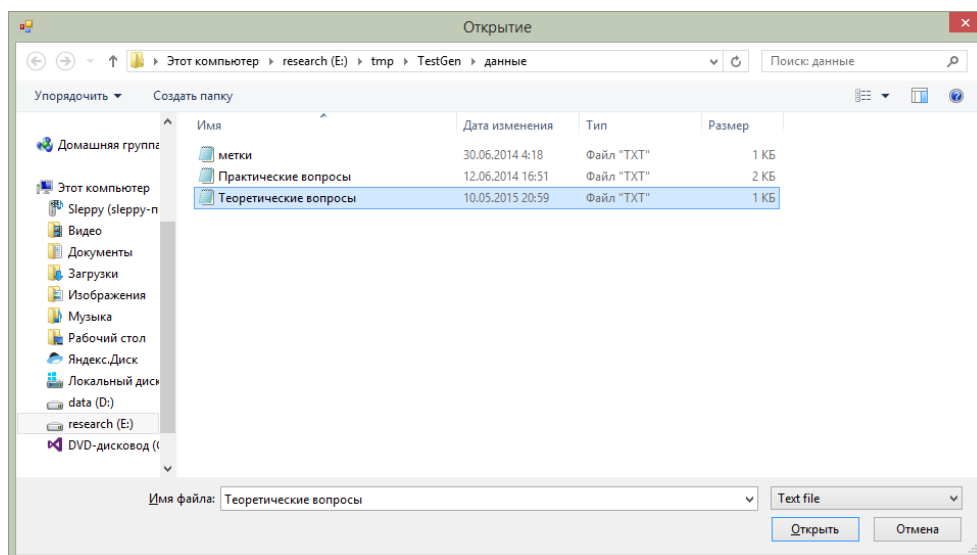 Открытие
Этот компьютер ▸ research (E:) ▸ tmp ▸ TestGen ▸ данные
Поиск: данные
Упорядочить
Создать папку
Имя
Дата изменения
Тип
Размер
метки 30.06.2014 4:18 Файл "TXT" 1 КБ
Практические вопросы 12.06.2014 16:51 Файл "TXT" 2 КБ
Теоретические вопросы 10.05.2015 20:59 Файл "TXT" 1 КБ
Домашняя группа
Этот компьютер
Sleppy (sleppy-п
Видео
Документы
Загрузки
Изображения
Музыка
Рабочий стол
Яндекс.Диск
Локальный диск
data (D:)
research (E:)
DVD-дисковод (
Имя файла: Теоретические вопросы
Text file
Открыть
Отмена